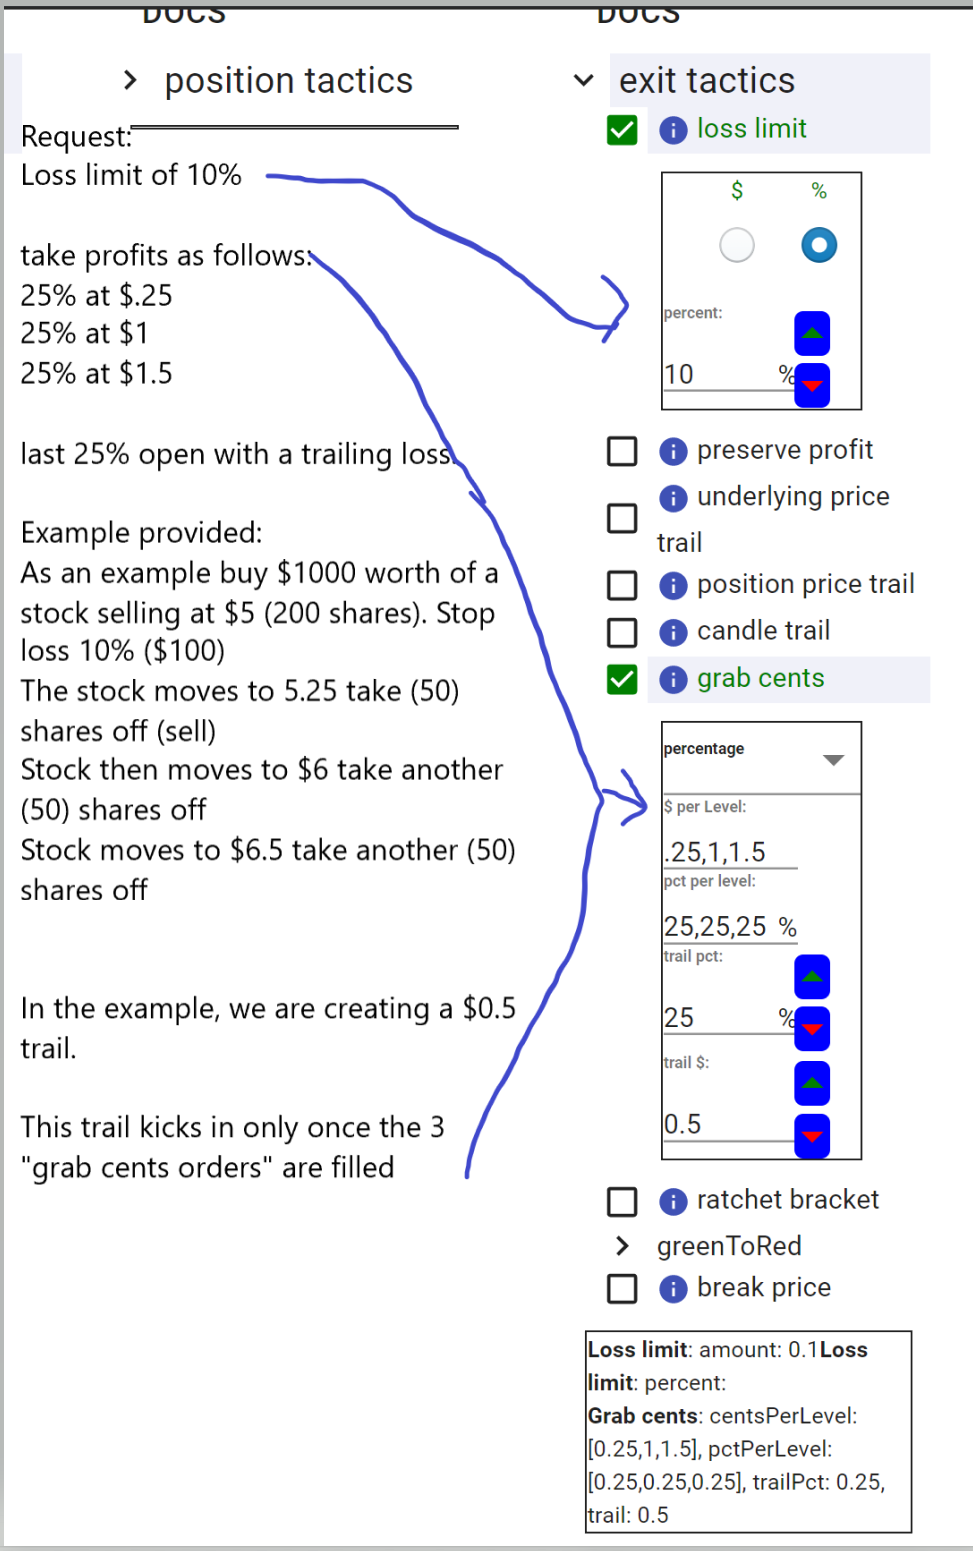 DOCS
position tactics
Request:
Loss limit of 10%
take profits as follows:
25% at $.25
25% at $1
25% at $1.5
last 25% open with a trailing loss.
Example provided:
As an example buy $1000 worth of a
stock selling at $5 (200 shares). Stop
loss 10% ($100)
The stock moves to 5.25 take (50)
shares off (sell)
Stock then moves to $6 take another
(50) shares off
Stock moves to $6.5 take another (50)
shares off
In the example, we are creating a $0.5
trail.
This trail kicks in only once the 3
"grab cents orders" are filled
DOCS
exit tactics
loss limit
$ %
percent:
10 %
preserve profit
underlying price
trail
position price trail
candle trail
grab cents
percentage
$ per Level:
.25,1,1.5
pct per level:
25,25,25 %
trail pct:
25 %
trail $:
0.5
ratchet bracket
greenToRed
break price
Loss limit: amount: 0.1Loss
limit: percent:
Grab cents: centsPerLevel:
[0.25,1,1.5], pctPerLevel:
[0.25,0.25,0.25], trailPct: 0.25,
trail: 0.5